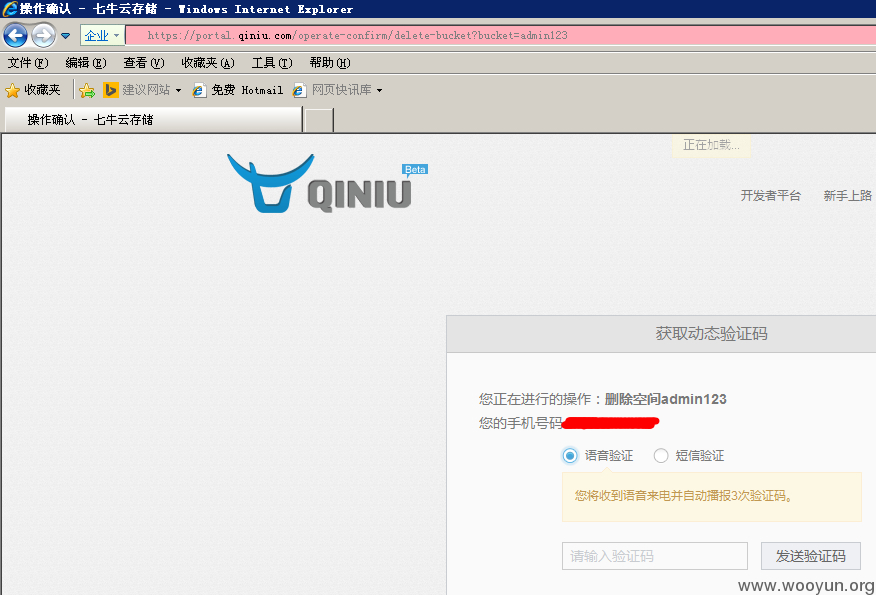 操作确认 - 七牛云存储 - Windows Internet Explorer
企业 https://portal.qiniu.com/operate-confirm/delete-bucket?bucket=admin123
文件(F) 编辑(E) 查看(V) 收藏夹(A) 工具(T) 帮助(H)
收藏夹 建议网站 免费 Hotmail 网页快讯库
操作确认 - 七牛云存储
正在加载...
QINIU Beta
开发者平台 新手上路
获取动态验证码
您正在进行的操作：删除空间admin123
您的手机号码
语音验证 短信验证
您将收到语音来电并自动播报3次验证码。
请输入验证码 发送验证码
www.wooyun.org